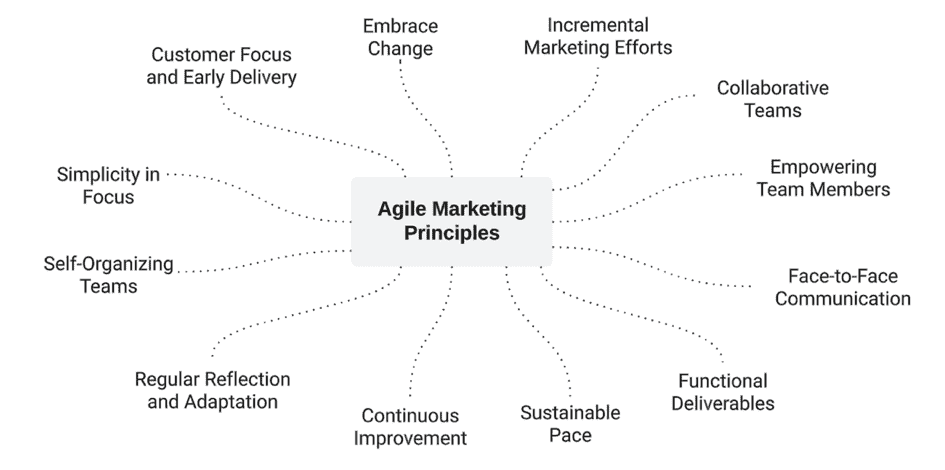 Embrace
Change
Incremental
Marketing Efforts
Customer Focus
and Early Delivery
Collaborative
Teams
Simplicity in
Focus
Empowering
Team Members
Agile Marketing
Principles
Self-Organizing
Teams
Face-to-Face
Communication
Regular Reflection
and Adaptation
Functional
Deliverables
Continuous
Improvement
Sustainable
Pace